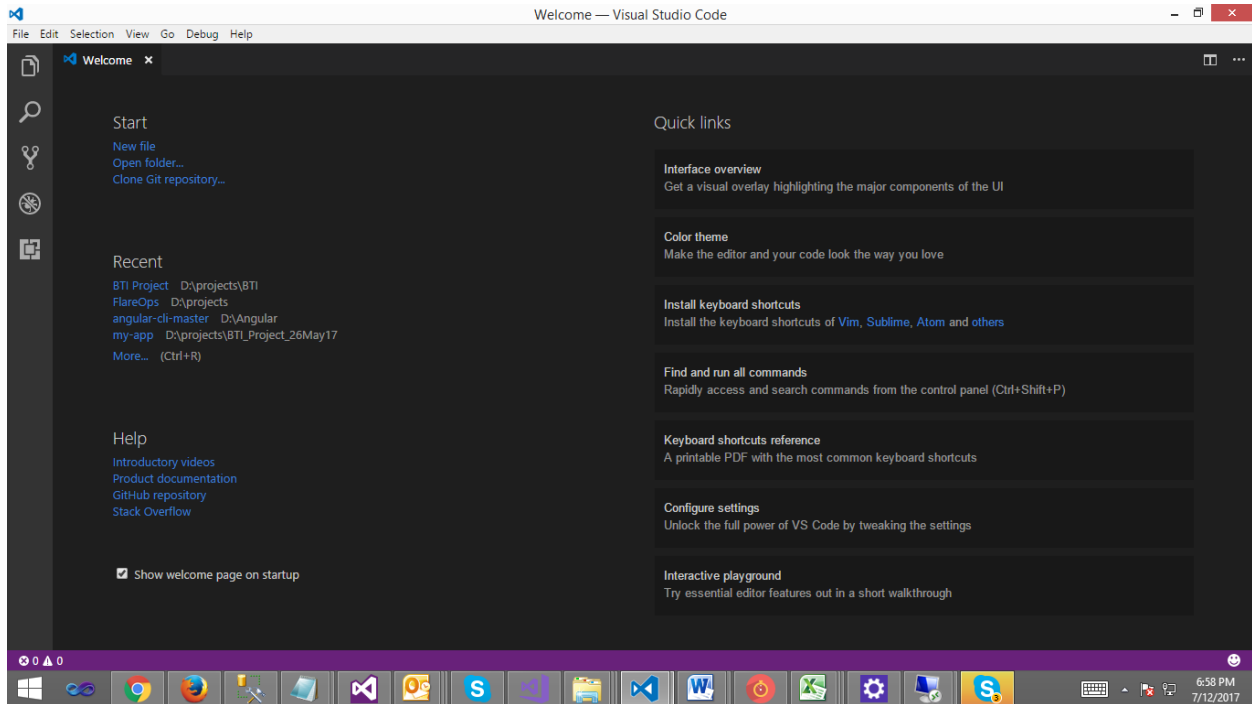 Welcome — Visual Studio Code
File Edit Selection View Go Debug Help
Welcome
Start
New file
Open folder...
Clone Git repository...
Recent
BTI Project D:\projects\BTI
FlareOps D:\projects
angular-cli-master D:\Angular
my-app D:\projects\BTI_Project_26May17
More... (Ctrl+R)
Help
Introductory videos
Product documentation
GitHub repository
Stack Overflow
Show welcome page on startup
Quick links
Interface overview
Get a visual overlay highlighting the major components of the UI
Color theme
Make the editor and your code look the way you love
Install keyboard shortcuts
Install the keyboard shortcuts of Vim, Sublime, Atom and others
Find and run all commands
Rapidly access and search commands from the control panel (Ctrl+Shift+P)
Keyboard shortcuts reference
A printable PDF with the most common keyboard shortcuts
Configure settings
Unlock the full power of VS Code by tweaking the settings
Interactive playground
Try essential editor features out in a short walkthrough
0 0
6:58 PM
7/12/2017